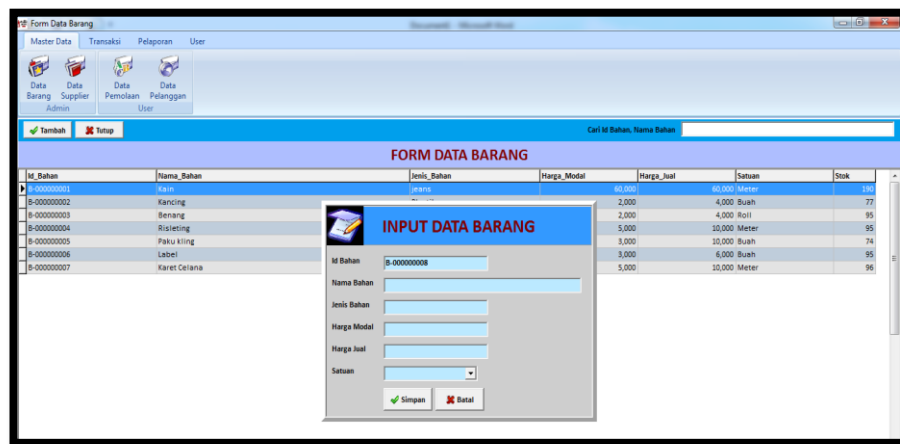 Form Data Barang
Document1 - Microsoft Word
Master Data Transaksi Pelaporan User
Data Barang Data Supplier Data Pemolaan Data Pelanggan
Admin User
Tambah Tutup Cari Id Bahan, Nama Bahan
FORM DATA BARANG
Id_Bahan Nama_Bahan Jenis_Bahan Harga_Modal Harga_Jual Satuan Stok
B-000000001 Kain jeans 60,000 60,000 Meter 190
B-000000002 Kancing 2,000 4,000 Buah 77
B-000000003 Benang 2,000 4,000 Roll 95
B-000000004 Risleting 5,000 10,000 Meter 95
B-000000005 Paku kling 3,000 10,000 Buah 74
B-000000006 Label 3,000 6,000 Buah 95
B-000000007 Karet Celana 5,000 10,000 Meter 96
INPUT DATA BARANG
Id Bahan B-000000008
Nama Bahan
Jenis Bahan
Harga Modal
Harga Jual
Satuan
Simpan Batal